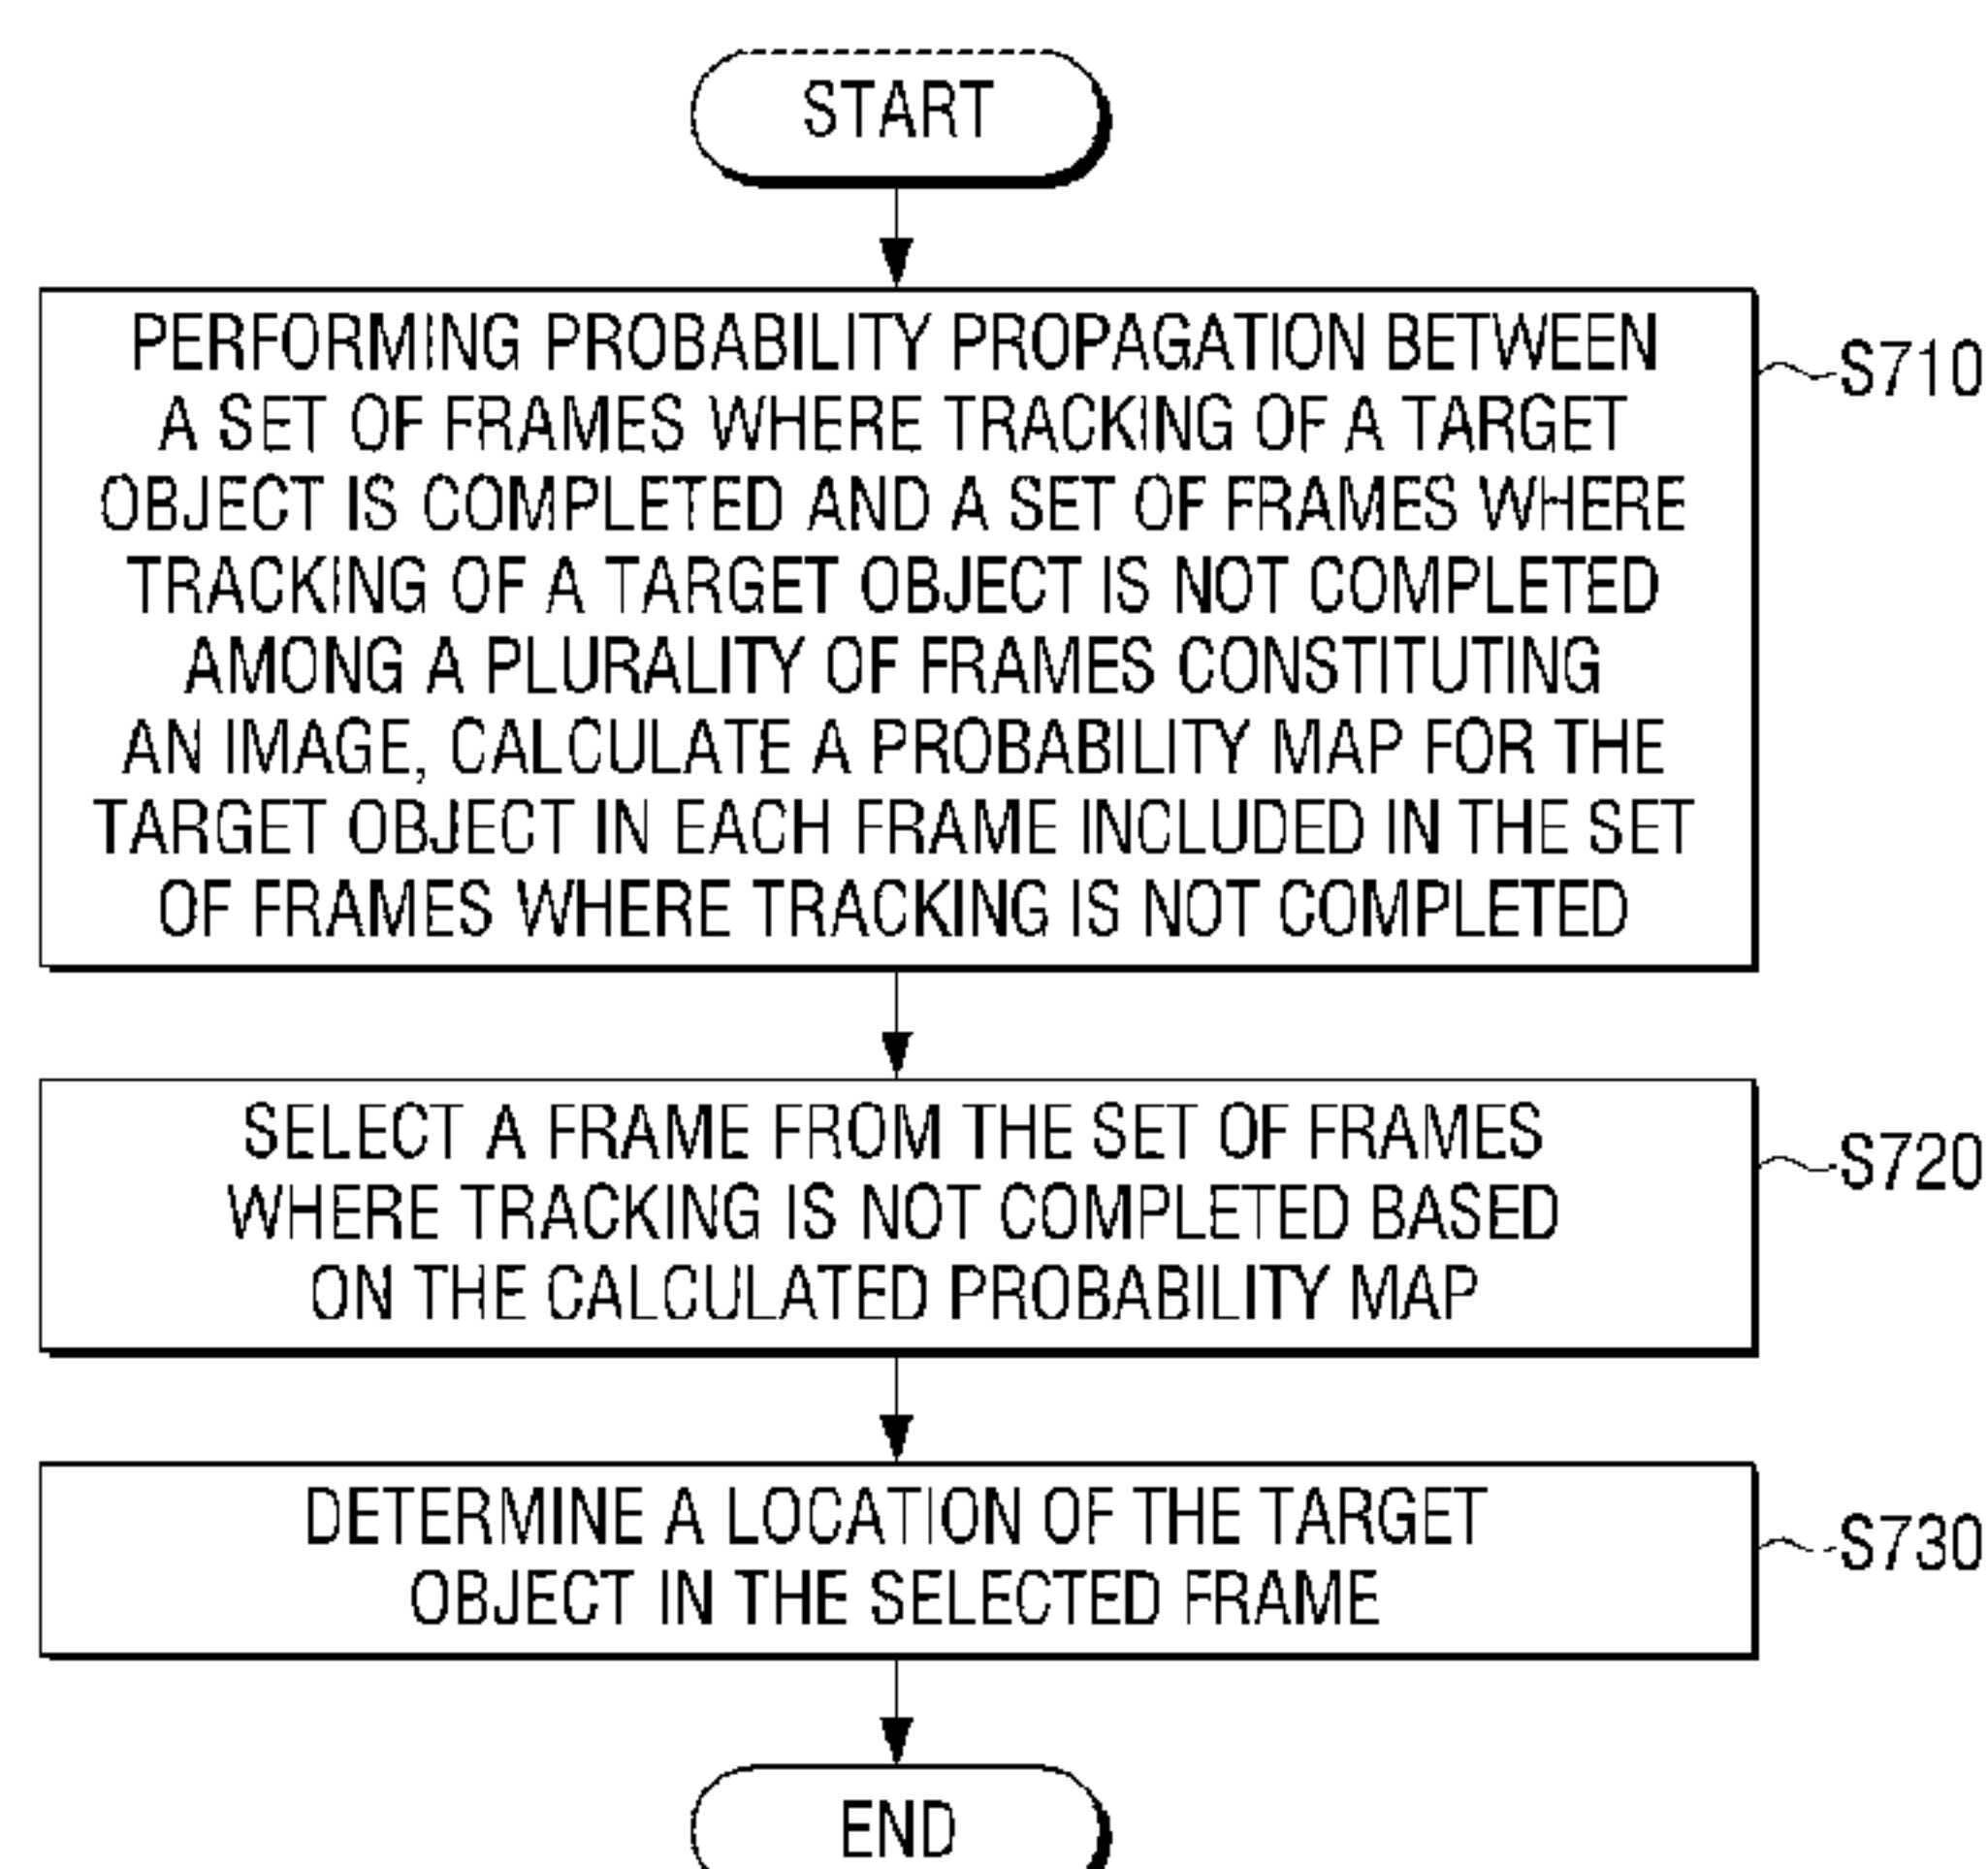 START
PERFORMING PROBABILITY PROPAGATION BETWEEN
A SET OF FRAMES WHERE TRACKING OF A TARGET
OBJECT IS COMPLETED AND A SET OF FRAMES WHERE
TRACKING OF A TARGET OBJECT IS NOT COMPLETED
AMONG A PLURALITY OF FRAMES CONSTITUTING
AN IMAGE, CALCULATE A PROBABILITY MAP FOR THE
TARGET OBJECT IN EACH FRAME INCLUDED IN THE SET
OF FRAMES WHERE TRACKING IS NOT COMPLETED
S710
SELECT A FRAME FROM THE SET OF FRAMES
WHERE TRACKING IS NOT COMPLETED BASED
ON THE CALCULATED PROBABILITY MAP
S720
DETERMINE A LOCATION OF THE TARGET
OBJECT IN THE SELECTED FRAME
S730
END